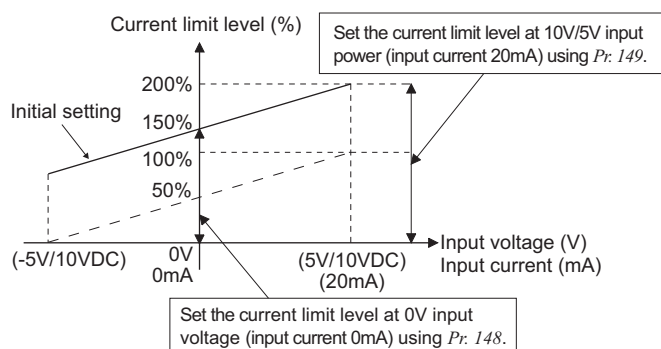 Current limit level (%)
Set the current limit level at 10V/5V input
power (input current 20mA) using Pr. 149.
200%
Initial setting
150%
100%
50%
(-5V/10VDC)
0V
0mA
(5V/10VDC)
(20mA)
Input voltage (V)
Input current (mA)
Set the current limit level at 0V input
voltage (input current 0mA) using Pr. 148.